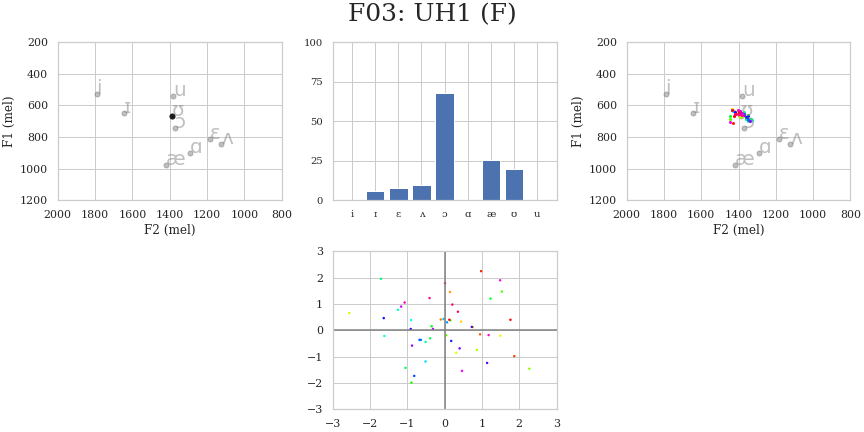 F03: UH1 (F)
200
400
600
800
1000
1200
F1 (mel)
2000 1800 1600 1400 1200 1000 800
F2 (mel)
i
ɪ
u
ʊ
ɔ
ɛ
ʌ
ɑ
æ
100
75
50
25
0
i ɪ ɛ ʌ ɔ ɑ æ ʊ u
200
400
600
800
1000
1200
F1 (mel)
2000 1800 1600 1400 1200 1000 800
F2 (mel)
i
ɪ
u
ʊ
ɔ
ɛ
ʌ
ɑ
æ
3
2
1
0
−1
−2
−3
−3 −2 −1 0 1 2 3